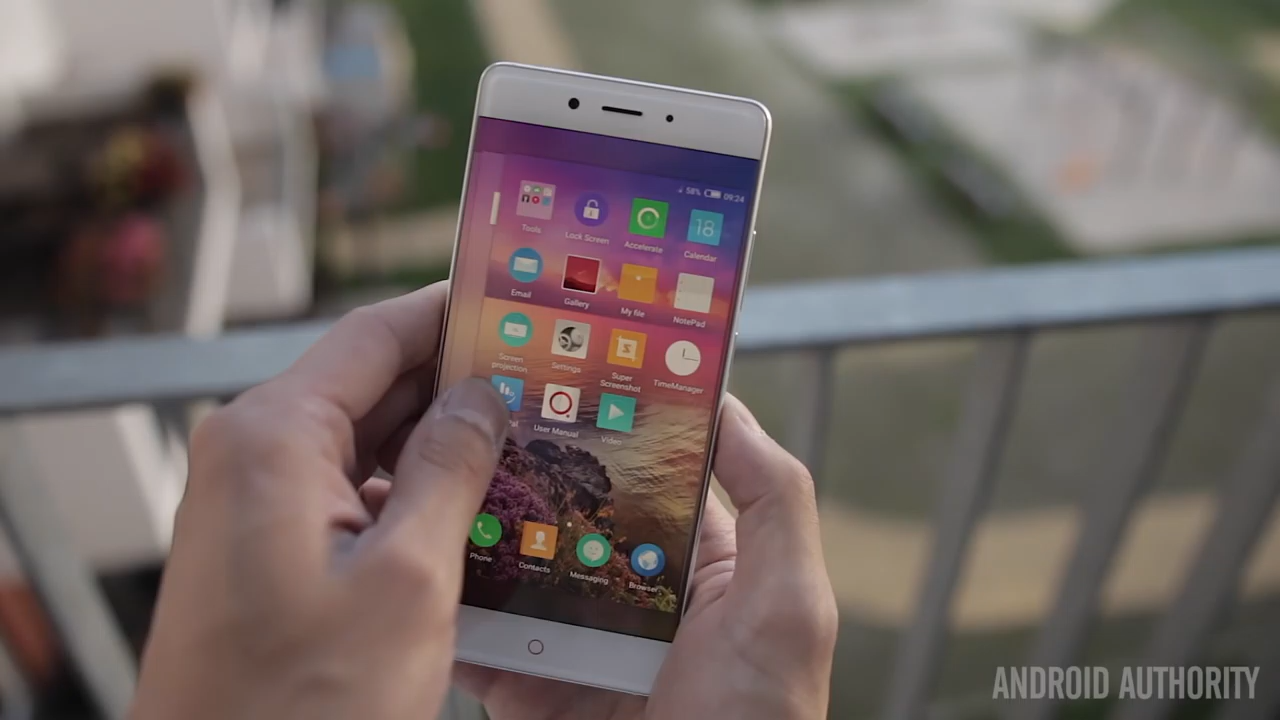 58% 09:24
Tools
Lock Screen
Accelerate
18
Calendar
Email
Gallery
My file
NotePad
Screen
projection
Settings
Super
Screenshot
TimeManager
User Manual
Video
Phone
Contacts
Messaging
Browser
ANDROID AUTHORITY